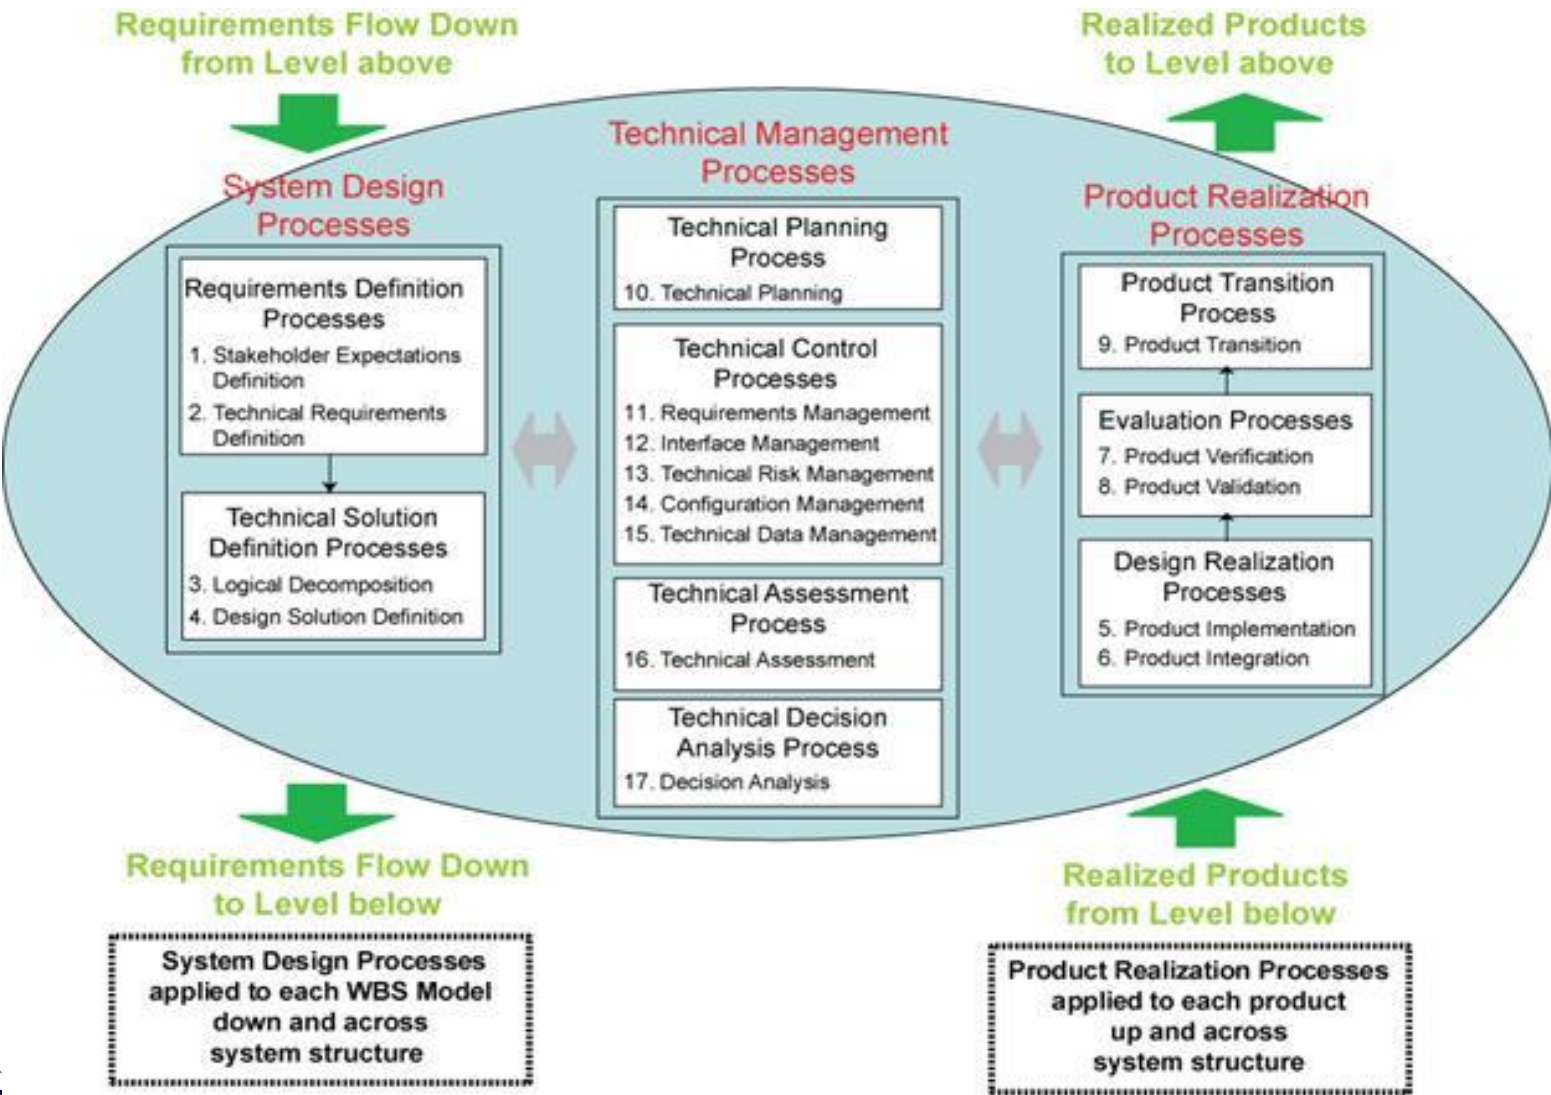 Requirements Flow Down
from Level above
Realized Products
to Level above
System Design
Processes
Requirements Definition
Processes
1. Stakeholder Expectations
Definition
2. Technical Requirements
Definition
Technical Solution
Definition Processes
3. Logical Decomposition
4. Design Solution Definition
Technical Management
Processes
Technical Planning
Process
10. Technical Planning
Technical Control
Processes
11. Requirements Management
12. Interface Management
13. Technical Risk Management
14. Configuration Management
15. Technical Data Management
Technical Assessment
Process
16. Technical Assessment
Technical Decision
Analysis Process
17. Decision Analysis
Product Realization
Processes
Product Transition
Process
9. Product Transition
Evaluation Processes
7. Product Verification
8. Product Validation
Design Realization
Processes
5. Product Implementation
6. Product Integration
Requirements Flow Down
to Level below
System Design Processes
applied to each WBS Model
down and across
system structure
Realized Products
from Level below
Product Realization Processes
applied to each product
up and across
system structure